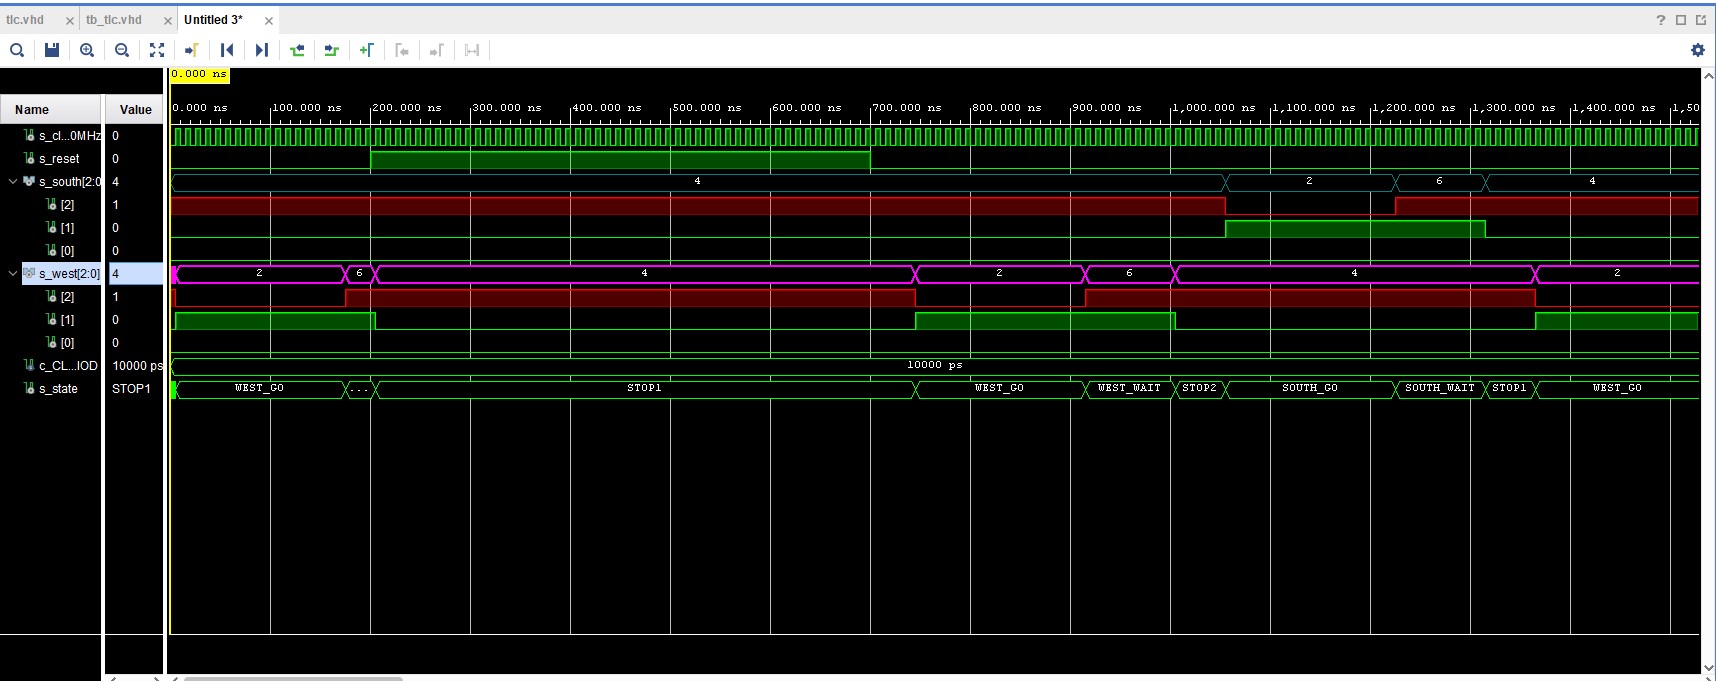 tlc.vhd × tb_tlc.vhd × Untitled 3* × ?
0.000 ns
Name Value
0.000 ns 100.000 ns 200.000 ns 300.000 ns 400.000 ns 500.000 ns 600.000 ns 700.000 ns 800.000 ns 900.000 ns 1,000.000 ns 1,100.000 ns 1,200.000 ns 1,300.000 ns 1,400.000 ns 1,50
s_cl...0MHz 0
s_reset 0
s_south[2:0 4 4 2 6 4
[2] 1
[1] 0
[0] 0
s_west[2:0] 4 2 6 4 2 6 4 2
[2] 1
[1] 0
[0] 0
c_CL...IOD 10000 ps 10000 ps
s_state STOP1 WEST_GO ... STOP1 WEST_GO WEST_WAIT STOP2 SOUTH_GO SOUTH_WAIT STOP1 WEST_GO